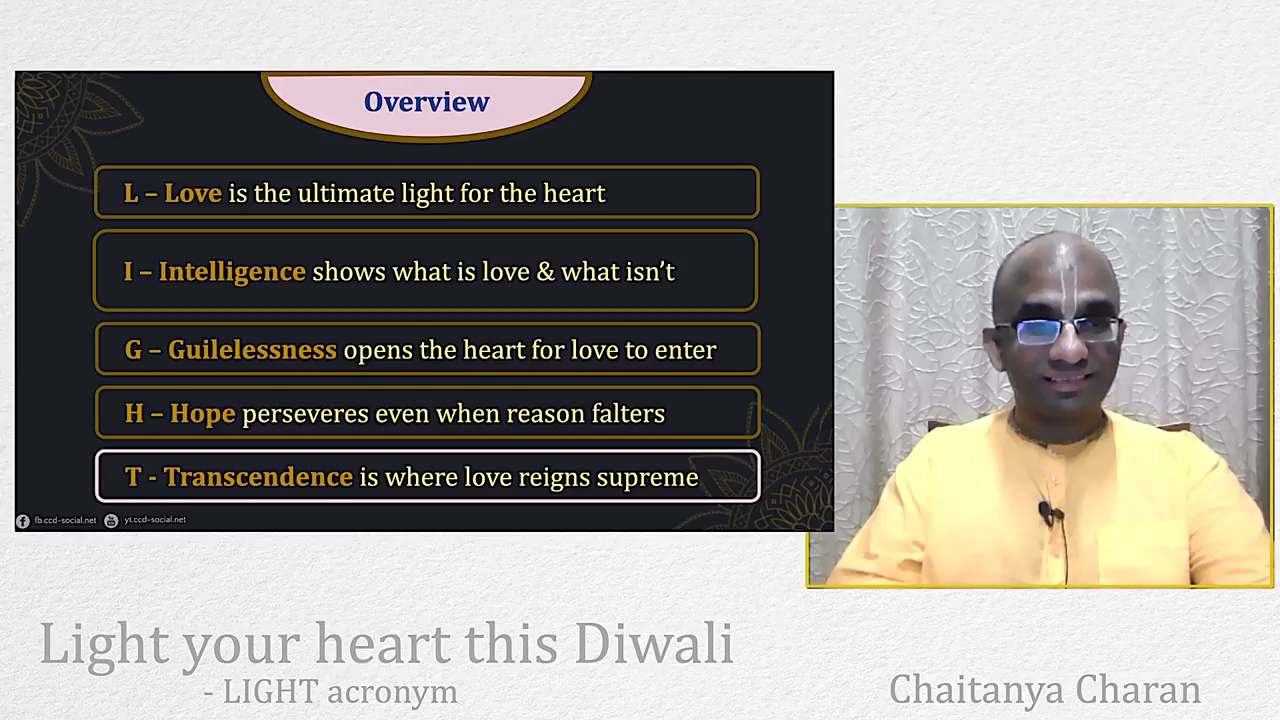 Overview
L – Love is the ultimate light for the heart
I – Intelligence shows what is love & what isn’t
G – Guilelessness opens the heart for love to enter
H – Hope perseveres even when reason falters
T - Transcendence is where love reigns supreme
fb.ccd-social.net yt.ccd-social.net
Light your heart this Diwali
- LIGHT acronym
Chaitanya Charan